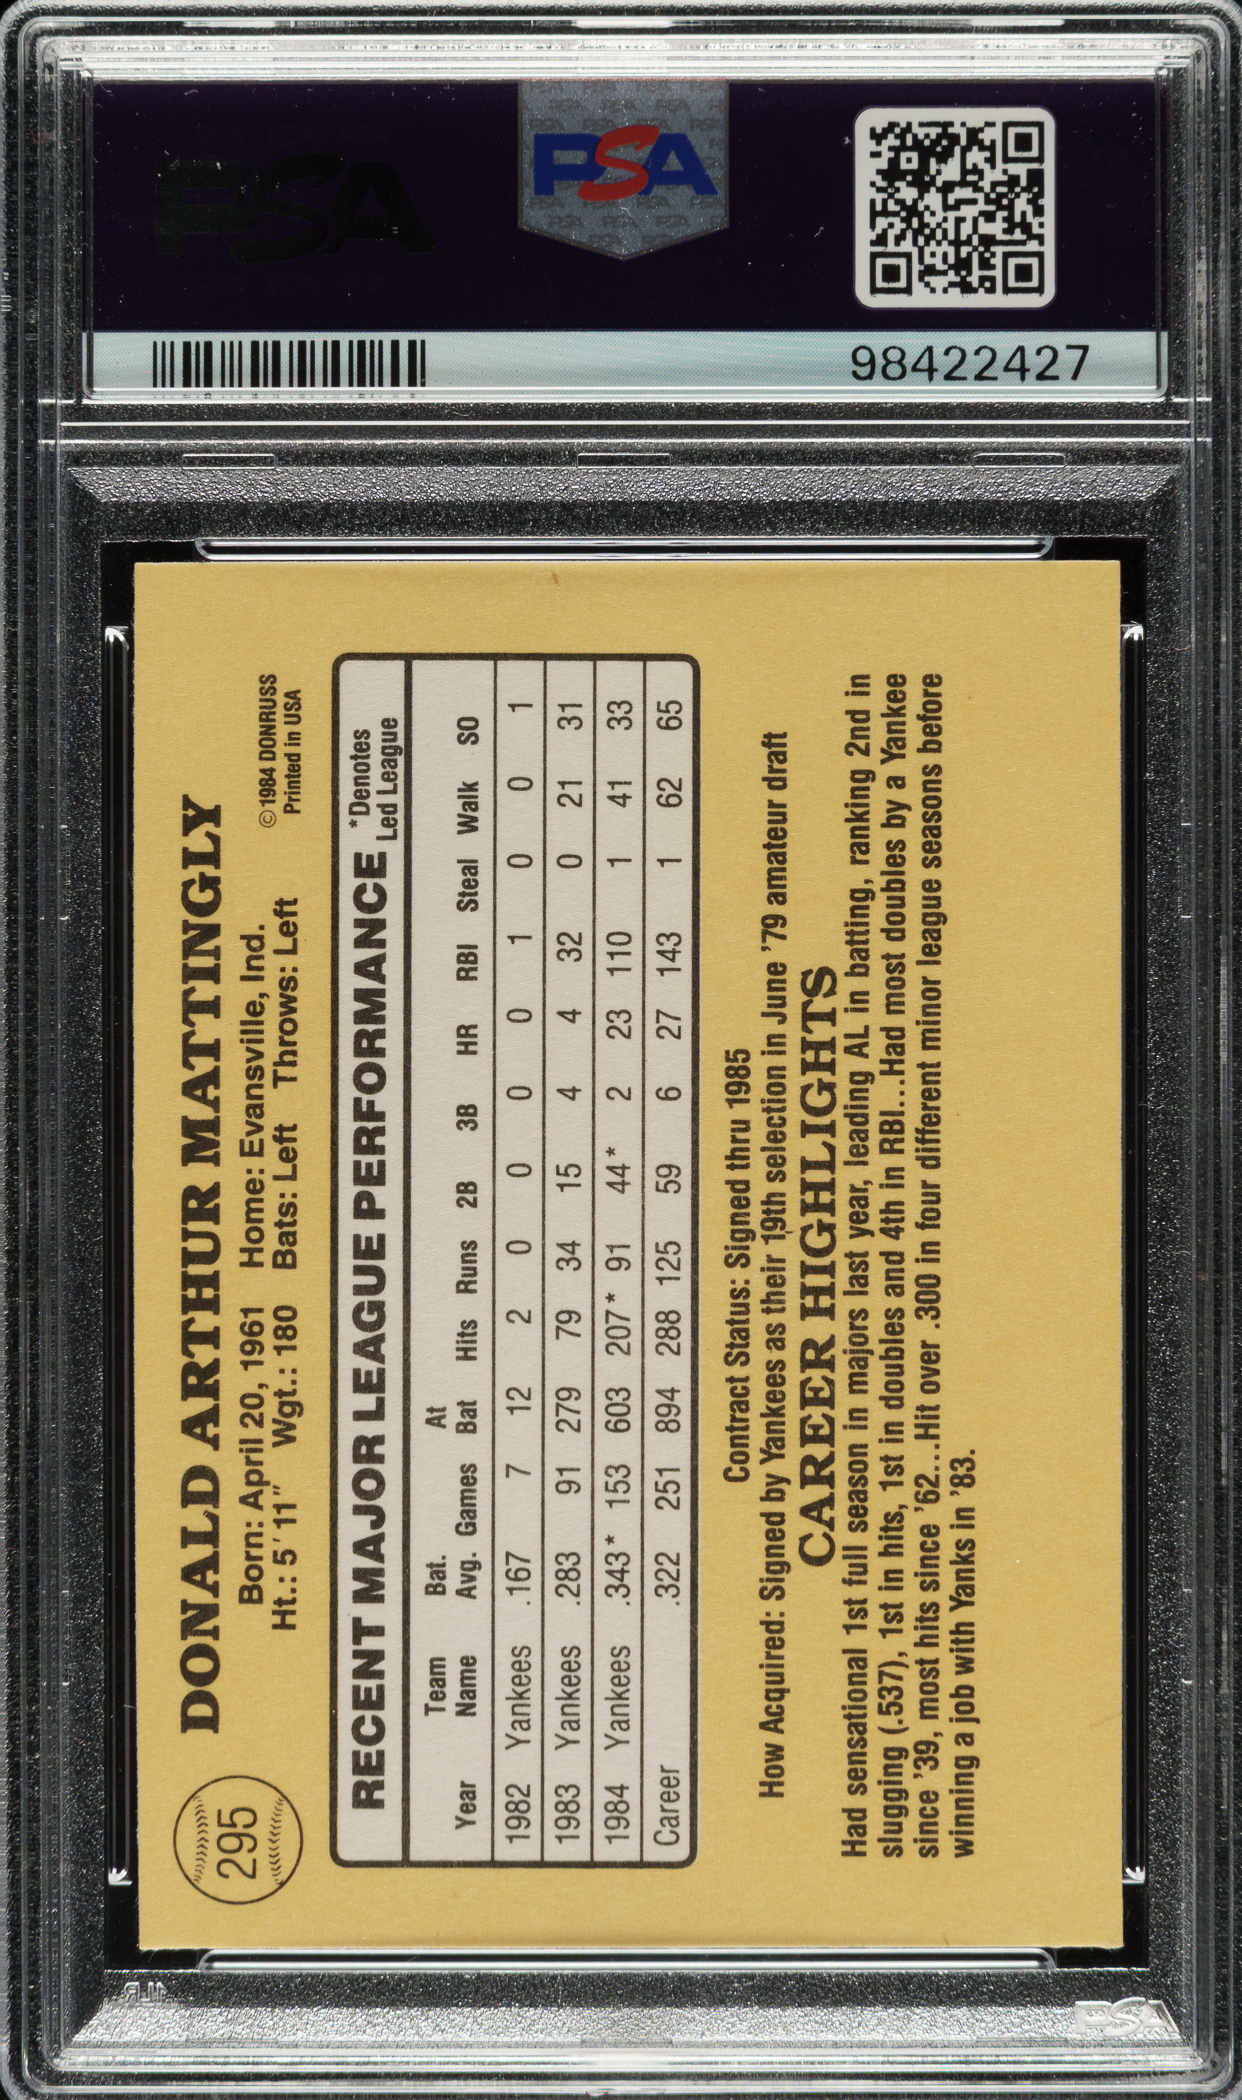 PSA
PSA
98422427
295
DONALD ARTHUR MATTINGLY
Born: April 20, 1961 Home: Evansville, Ind.
Ht.: 5' 11" Wgt.: 180 Bats: Left Throws: Left
© 1984 DONRUSS
Printed in USA
RECENT MAJOR LEAGUE PERFORMANCE *Denotes
Led League
Team Bat. At
Year Name Avg. Games Bat Hits Runs 2B 3B HR RBI Steal Walk SO
1982 Yankees .167 7 12 2 0 0 0 0 1 0 0 1
1983 Yankees .283 91 279 79 34 15 4 4 32 0 21 31
1984 Yankees .343* 153 603 207* 91 44* 2 23 110 1 41 33
Career .322 251 894 288 125 59 6 27 143 1 62 65
Contract Status: Signed thru 1985
How Acquired: Signed by Yankees as their 19th selection in June '79 amateur draft
CAREER HIGHLIGHTS
Had sensational 1st full season in majors last year, leading AL in batting, ranking 2nd in
slugging (.537), 1st in hits, 1st in doubles and 4th in RBI...Had most doubles by a Yankee
since '39, most hits since '62...Hit over .300 in four different minor league seasons before
winning a job with Yanks in '83.
PSA